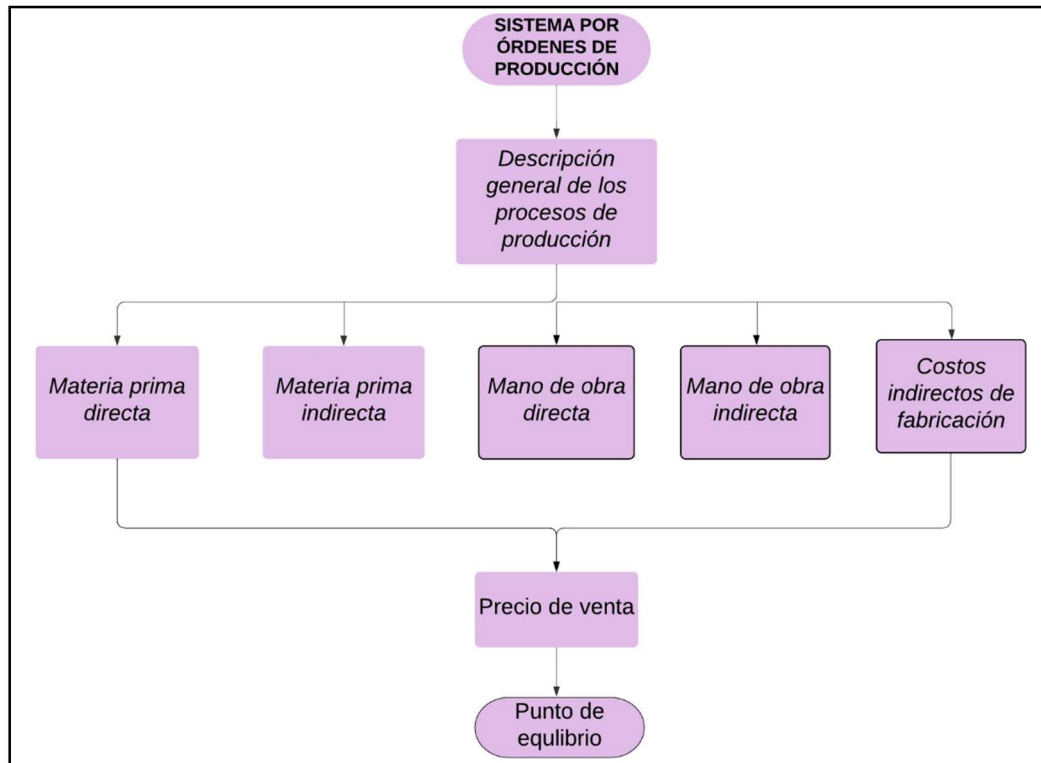 SISTEMA POR
ÓRDENES DE
PRODUCCIÓN
Descripción
general de los
procesos de
producción
Materia prima
directa
Materia prima
indirecta
Mano de obra
directa
Mano de obra
indirecta
Costos
indirectos de
fabricación
Precio de venta
Punto de
equlibrio